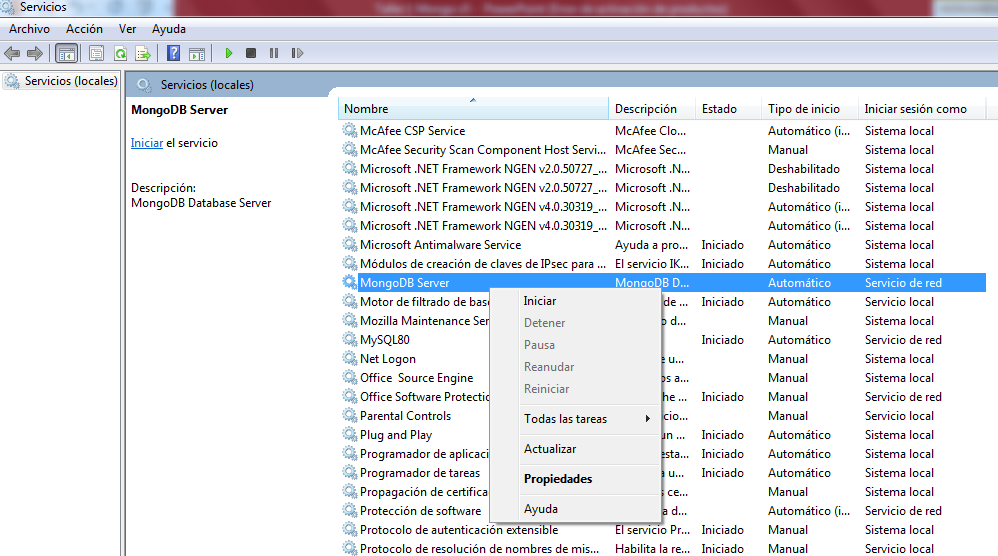 Servicios
Archivo Acción Ver Ayuda
Servicios (locales)
Servicios (locales)
MongoDB Server
Iniciar el servicio
Descripción:
MongoDB Database Server
Nombre Descripción Estado Tipo de inicio Iniciar sesión como
McAfee CSP Service McAfee Clo... Automático (i... Sistema local
McAfee Security Scan Component Host Servi... McAfee Sec... Manual Sistema local
Microsoft .NET Framework NGEN v2.0.50727_... Microsoft .N... Deshabilitado Sistema local
Microsoft .NET Framework NGEN v2.0.50727_... Microsoft .N... Deshabilitado Sistema local
Microsoft .NET Framework NGEN v4.0.30319_... Microsoft .N... Automático (i... Sistema local
Microsoft .NET Framework NGEN v4.0.30319_... Microsoft .N... Automático (i... Sistema local
Microsoft Antimalware Service Ayuda a pro... Iniciado Automático Sistema local
Módulos de creación de claves de IPsec para ... El servicio IK... Iniciado Automático Sistema local
MongoDB Server MongoDB D... Automático Servicio de red
Motor de filtrado de base de ... Iniciado Automático Servicio local
Mozilla Maintenance Ser o d... Manual Sistema local
MySQL80 Iniciado Automático Servicio de red
Net Logon e u... Manual Sistema local
Office Source Engine os a... Manual Sistema local
Office Software Protectio he ... Iniciado Manual Servicio de red
Parental Controls icio... Manual Servicio local
Plug and Play un ... Iniciado Automático Sistema local
Programador de aplicaci esta... Iniciado Automático Sistema local
Programador de tareas a u... Iniciado Automático Sistema local
Propagación de certifica s ce... Manual Sistema local
Protección de software a d... Automático (i... Servicio de red
Protocolo de autenticación extensible El servicio Pr... Iniciado Manual Sistema local
Protocolo de resolución de nombres de mis... Habilita la re... Manual Servicio local
Iniciar
Detener
Pausa
Reanudar
Reiniciar
Todas las tareas
Actualizar
Propiedades
Ayuda